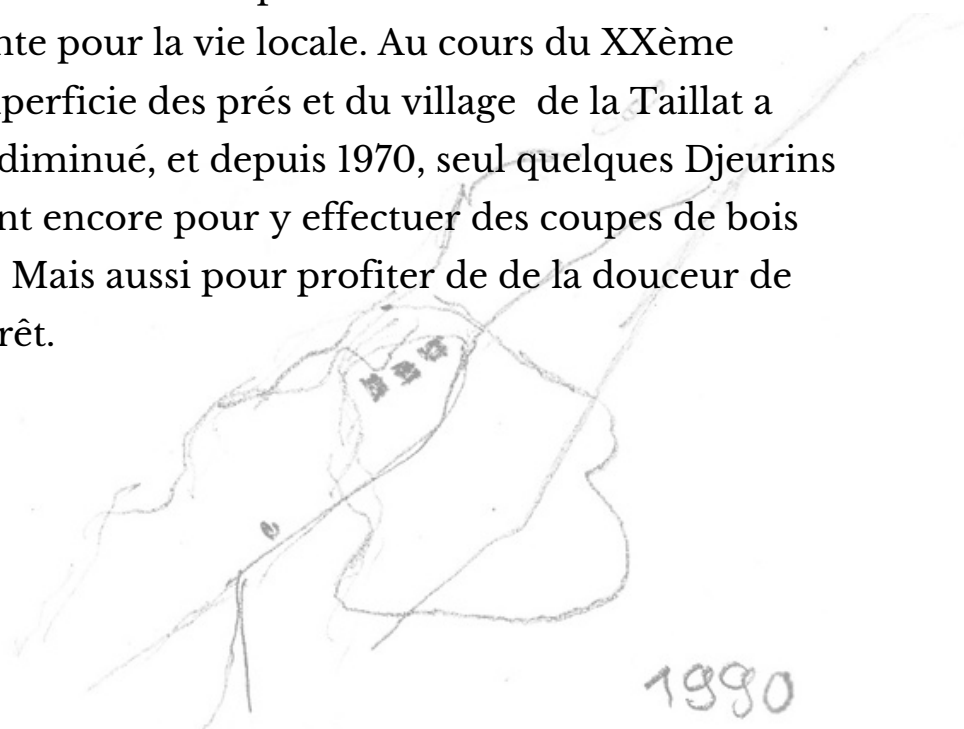 nte pour la vie locale. Au cours du XXème
perficie des prés et du village de la Taillat a
diminué, et depuis 1970, seul quelques Djeurins
nt encore pour y effectuer des coupes de bois
Mais aussi pour profiter de de la douceur de
rêt.
1990